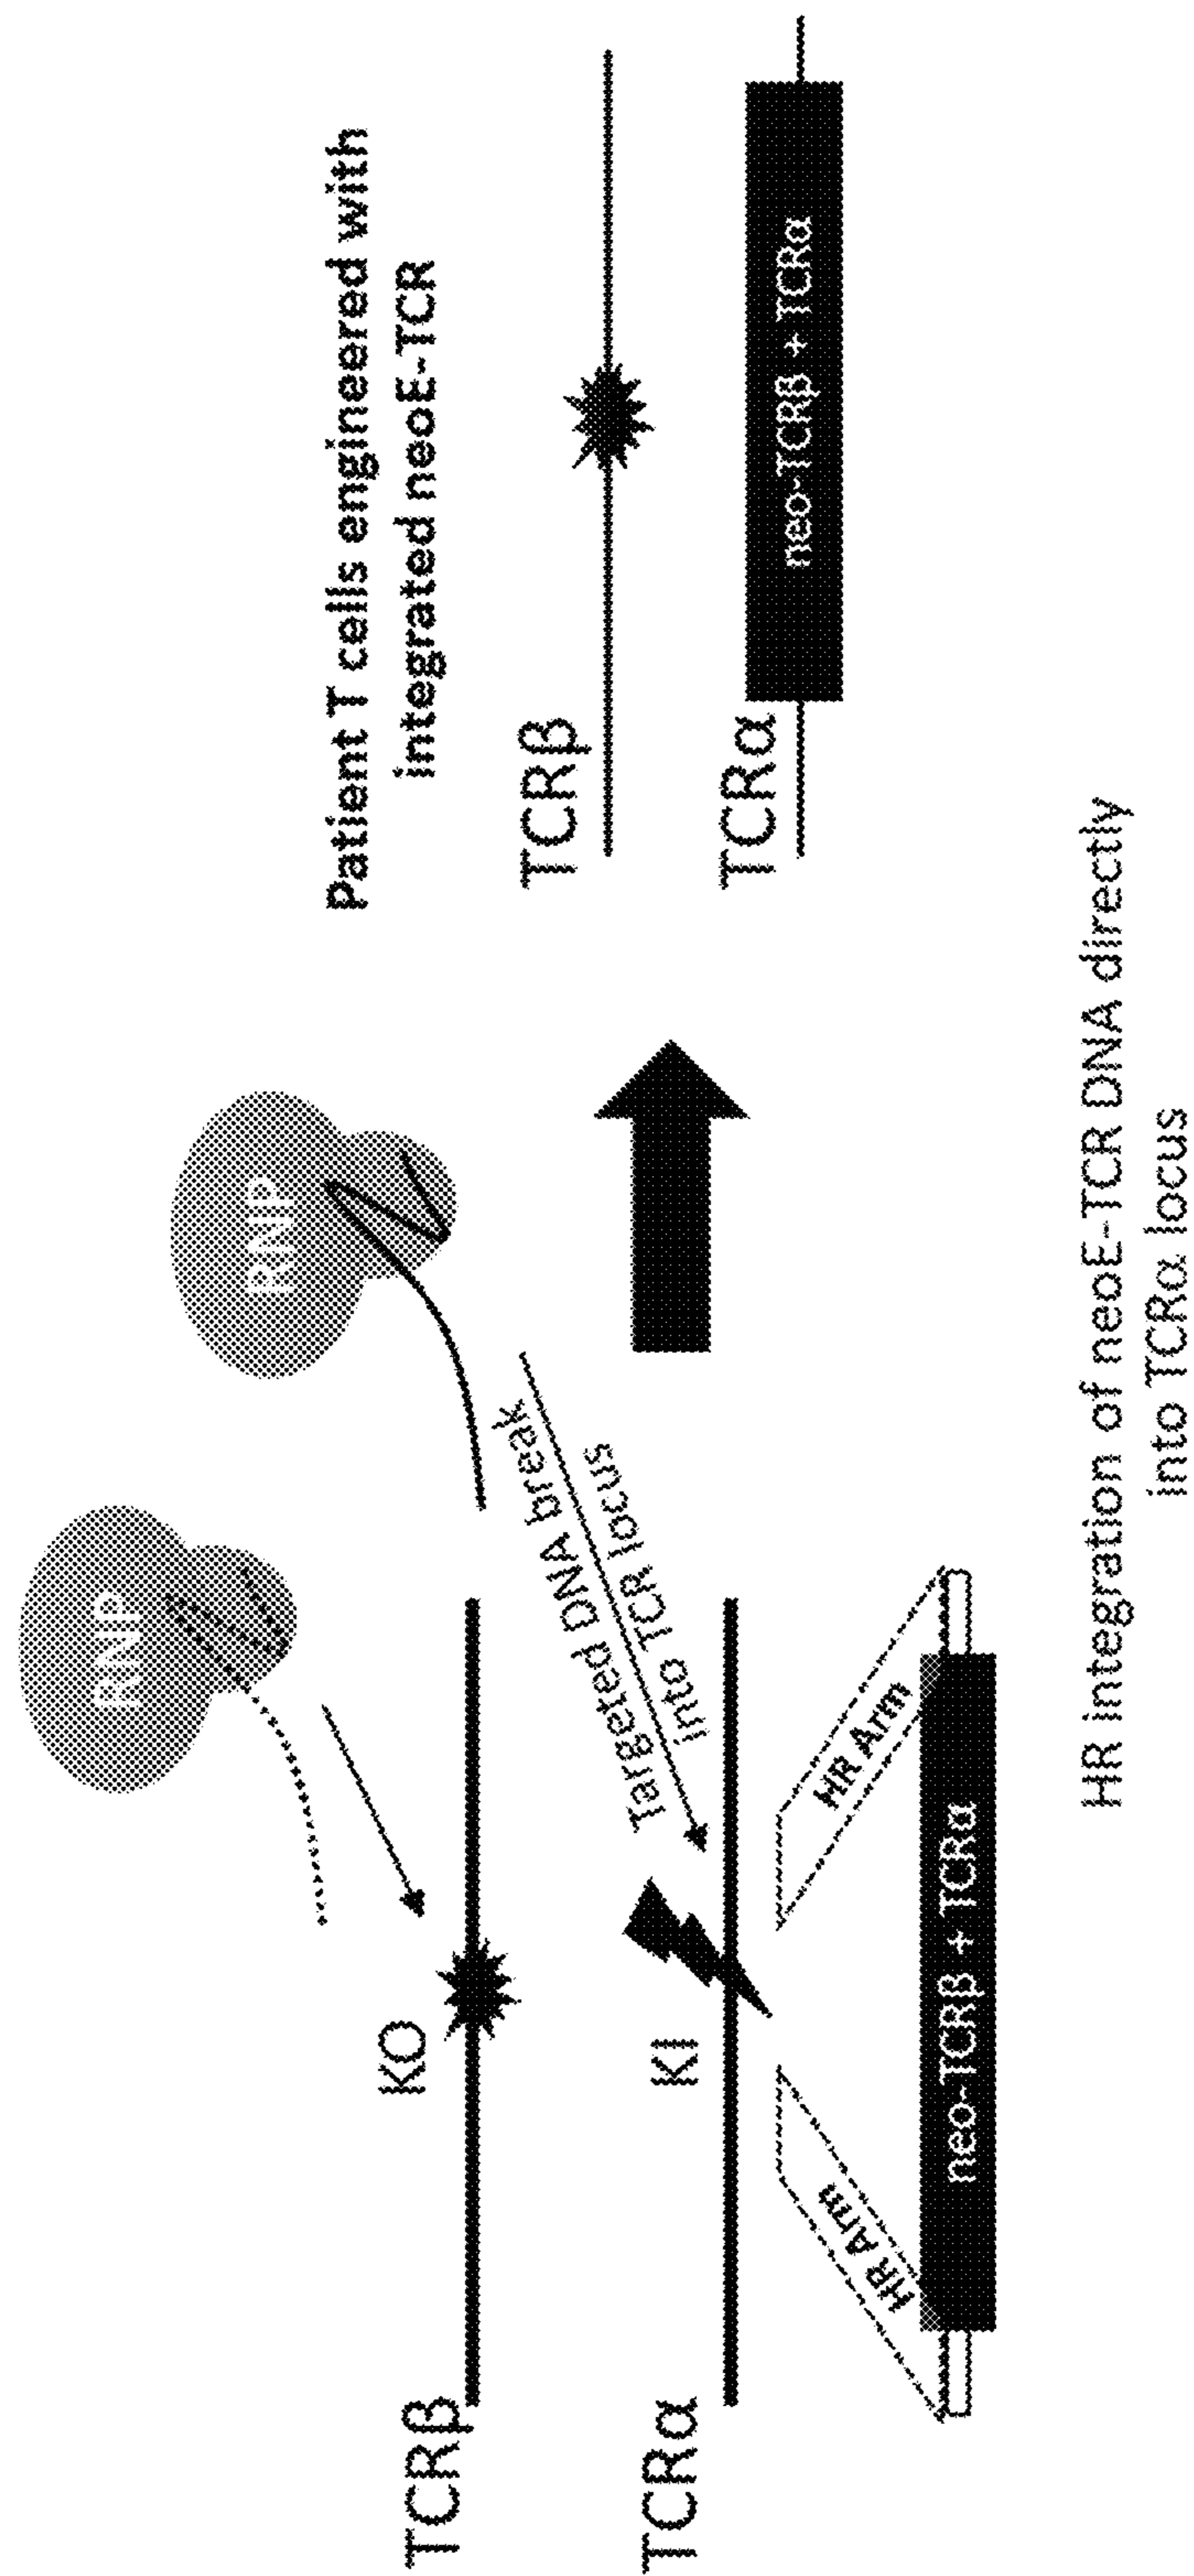 RNP
RNP
TCRβ
KO
Targeted DNA break
into TCR locus
TCRα
KI
HR Arm
HR Arm
neo-TCRβ + TCRα
HR integration of neoE-TCR DNA directly
into TCRα locus
Patient T cells engineered with
integrated neoE-TCR
TCRβ
TCRα
neo-TCRβ + TCRα